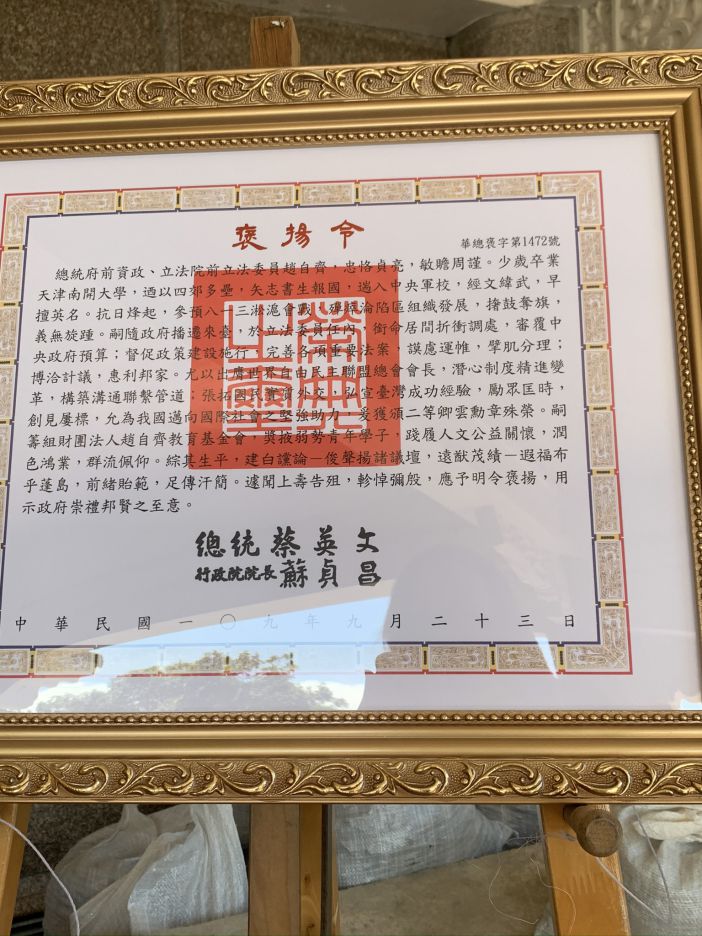 褒揚令
華總褒字第1472號
總統府前資政、立法院前立法委員趙自齊，忠恪貞亮，敏瞻周謹。少歲卒業
天津南開大學，迺以四郊多壘，矢志書生報國，遄入中央軍校，經文緯武，早
擅英名。抗日烽起，參預八一三淞滬會戰，潛綜淪陷區組織發展，搴鼓奪旗，
義無旋踵。嗣隨政府播遷來臺，於立法委員任內，銜命居間折衝調處，審覆中
央政府預算；督促政策建設施行，完善各項重要法案，謨慮運帷，擘肌分理；
博洽計議，惠利邦家。尤以出膺世界自由民主聯盟總會會長，潛心制度精進變
革，構築溝通聯繫管道；張拓國民實質外交，弘宣臺灣成功經驗，勵眾匡時，
創見屢標，允為我國邁向國際社會之堅強助力，爰獲頒二等卿雲勳章殊榮。嗣
籌組財團法人趙自齊教育基金會，獎掖弱勢青年學子，踐履人文公益關懷，潤
色鴻業，群流佩仰。綜其生平，建白讜論－俊聲揚諸議壇，遠猷茂績－遐福布
乎蓬島，前緒貽範，足傳汗簡。遽聞上壽告殂，軫悼彌殷，應予明令褒揚，用
示政府崇禮邦賢之至意。
總統 蔡英文
行政院院長 蘇貞昌
中華民國一〇九年九月二十三日